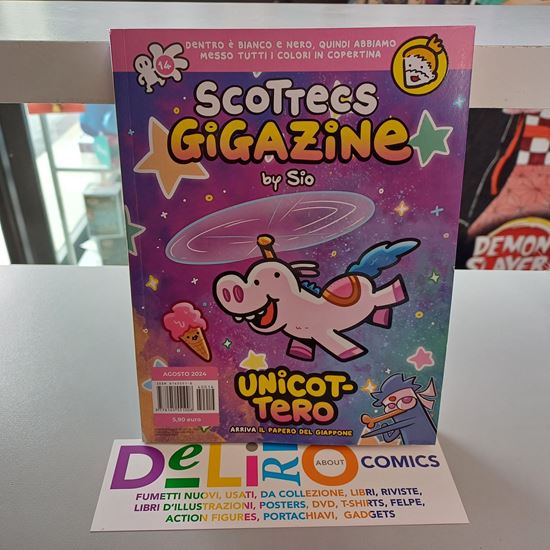 14
DENTRO È BIANCO E NERO, QUINDI ABBIAMO
MESSO TUTTI I COLORI IN COPERTINA
SCOTTECS
GIGAZINE
by Sio
DEMON
SLAYER
AGOSTO 2024
40014
5,90 euro
UNICOT-
TERO
ARRIVA IL PAPERO DEL GIAPPONE
DeLiRIO ABOUT COMICS
FUMETTI NUOVI, USATI, DA COLLEZIONE, LIBRI, RIVISTE,
LIBRI D'ILLUSTRAZIONI, POSTERS, DVD, T-SHIRTS, FELPE,
ACTION FIGURES, PORTACHIAVI, GADGETS